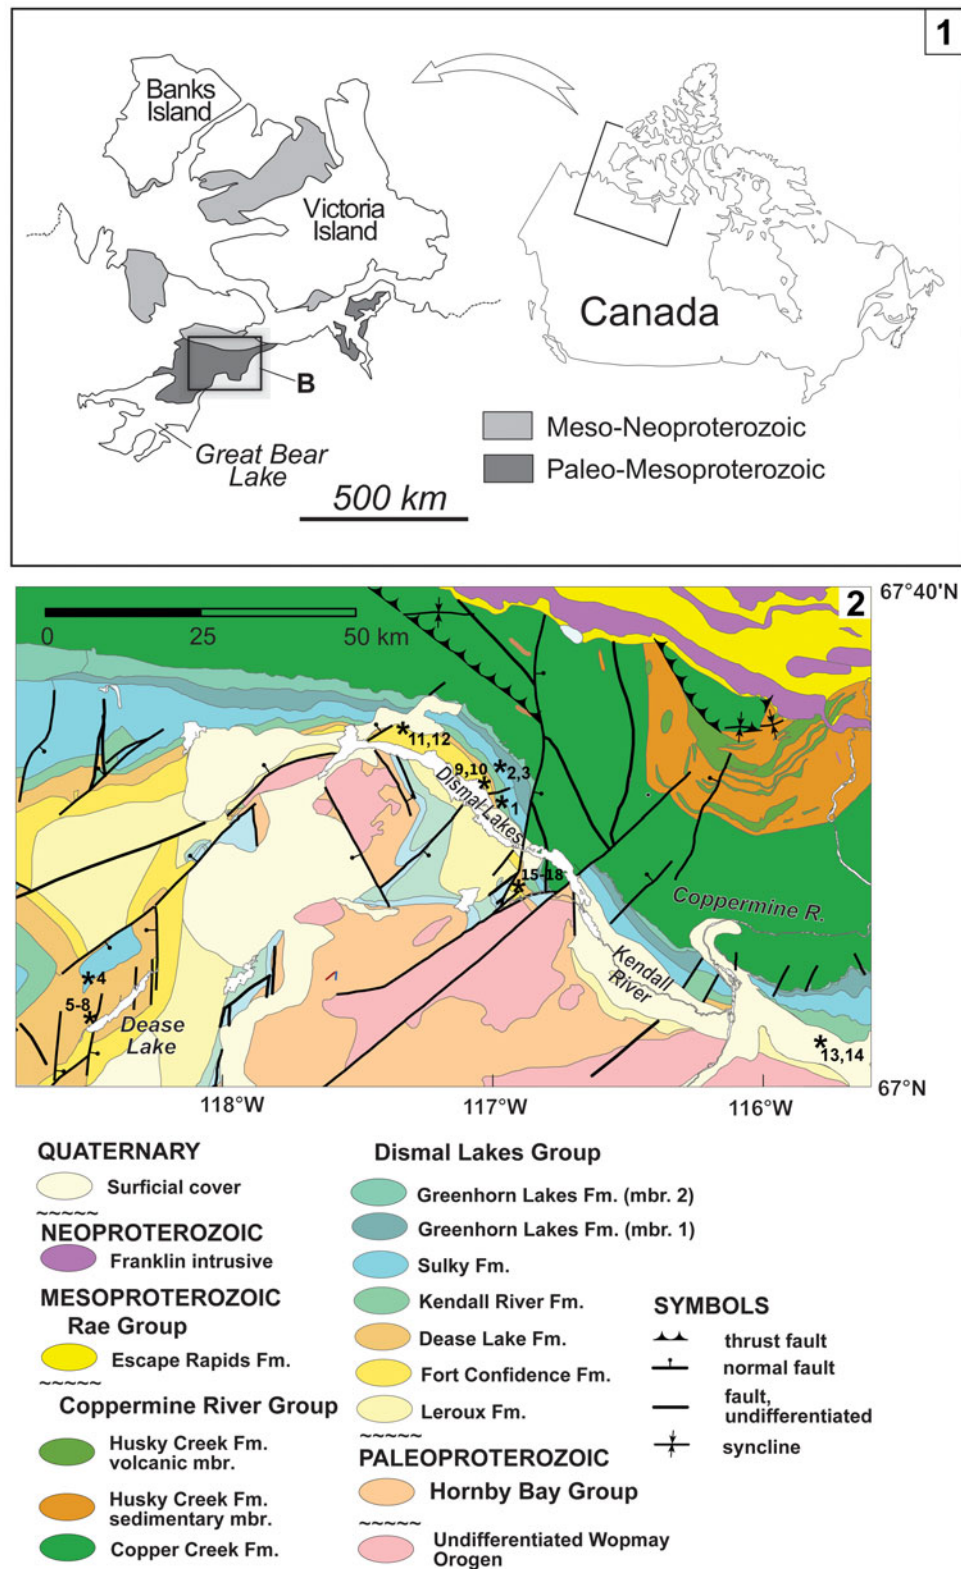 1
Banks
Island
Victoria
Island
Canada
B
Great Bear
Lake
500 km
Meso-Neoproterozoic
Paleo-Mesoproterozoic
2
67°40'N
0 25 50 km
*11,12
*2,3
9,10
*
*1
Dismal Lakes
15-18
*
Coppermine R.
Kendall
River
*4
5-8
*
Dease
Lake
*
13,14
67°N
118°W 117°W 116°W
QUATERNARY
Surficial cover
~~~~~
NEOPROTEROZOIC
Franklin intrusive
MESOPROTEROZOIC
Rae Group
Escape Rapids Fm.
~~~~~
Coppermine River Group
Husky Creek Fm.
volcanic mbr.
Husky Creek Fm.
sedimentary mbr.
Copper Creek Fm.
Dismal Lakes Group
Greenhorn Lakes Fm. (mbr. 2)
Greenhorn Lakes Fm. (mbr. 1)
Sulky Fm.
Kendall River Fm.
Dease Lake Fm.
Fort Confidence Fm.
Leroux Fm.
~~~~~
PALEOPROTEROZOIC
Hornby Bay Group
~~~~~
Undifferentiated Wopmay
Orogen
SYMBOLS
thrust fault
normal fault
fault,
undifferentiated
syncline